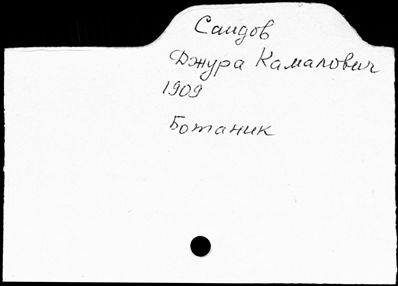 Саидов
Джура Камалович
1909
Ботаник